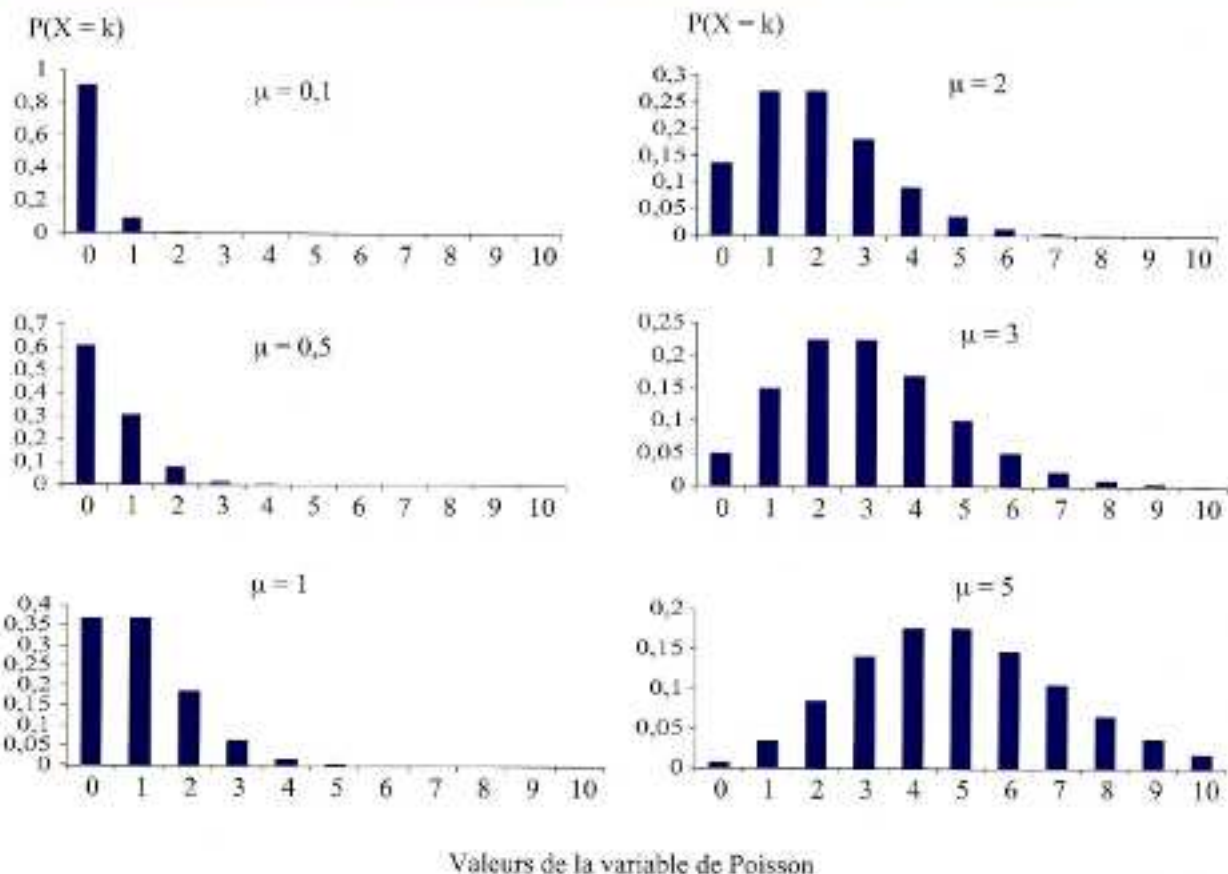 P(X = k)
μ = 0,1
1
0,8
0,6
0,4
0,2
0
0 1 2 3 4 5 6 7 8 9 10
P(X = k)
μ = 2
0,3
0,25
0,2
0,15
0,1
0,05
0
0 1 2 3 4 5 6 7 8 9 10
μ = 0,5
0,7
0,6
0,5
0,4
0,3
0,2
0,1
0
0 1 2 3 4 5 6 7 8 9 10
μ = 3
0,25
0,2
0,15
0,1
0,05
0
0 1 2 3 4 5 6 7 8 9 10
μ = 1
0,4
0,35
0,3
0,25
0,2
0,15
0,1
0,05
0
0 1 2 3 4 5 6 7 8 9 10
μ = 5
0,2
0,15
0,1
0,05
0
0 1 2 3 4 5 6 7 8 9 10
Valeurs de la variable de Poisson